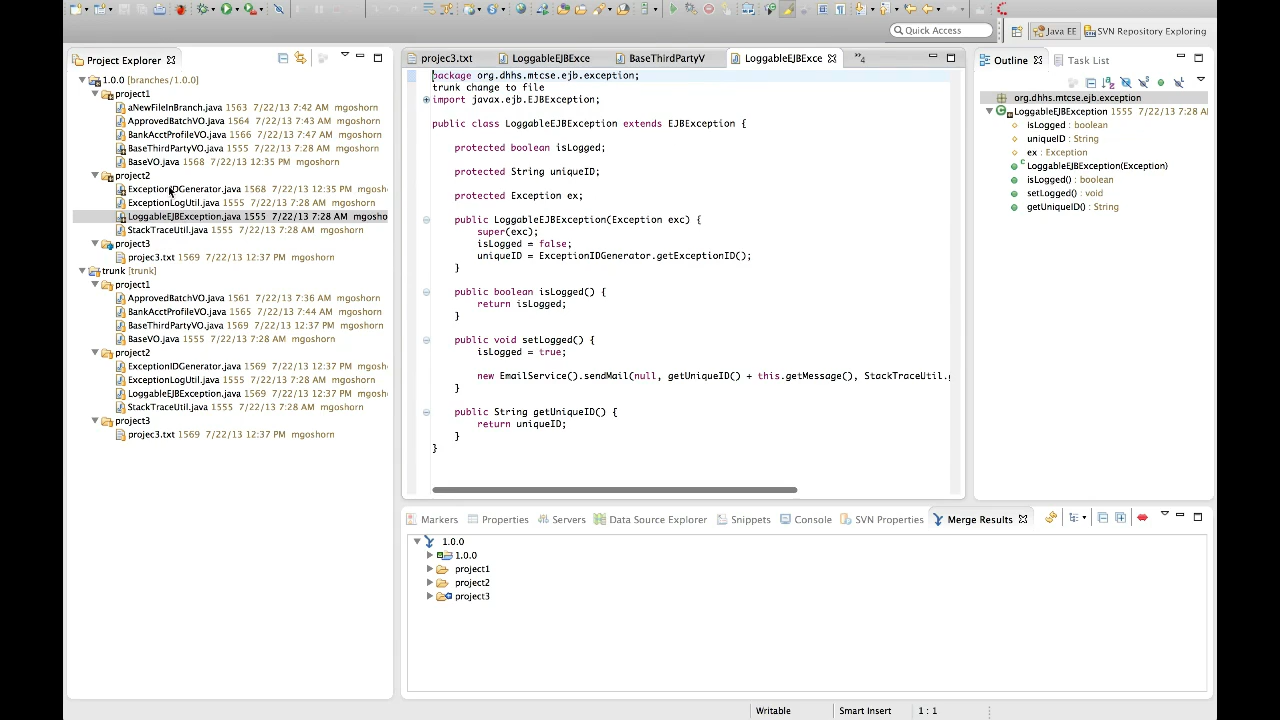 Quick Access
Java EE
SVN Repository Exploring
Project Explorer
1.0.0 [branches/1.0.0]
project1
aNewFileInBranch.java 1563 7/22/13 7:42 AM mgoshorn
ApprovedBatchVO.java 1564 7/22/13 7:43 AM mgoshorn
BankAcctProfileVO.java 1566 7/22/13 7:47 AM mgoshorn
BaseThirdPartyVO.java 1555 7/22/13 7:28 AM mgoshorn
BaseVO.java 1568 7/22/13 12:35 PM mgoshorn
project2
ExceptionIDGenerator.java 1568 7/22/13 12:35 PM mgosh
ExceptionLogUtil.java 1555 7/22/13 7:28 AM mgoshorn
LoggableEJBException.java 1555 7/22/13 7:28 AM mgosho
StackTraceUtil.java 1555 7/22/13 7:28 AM mgoshorn
project3
projec3.txt 1569 7/22/13 12:37 PM mgoshorn
trunk [trunk]
project1
ApprovedBatchVO.java 1561 7/22/13 7:36 AM mgoshorn
BankAcctProfileVO.java 1565 7/22/13 7:44 AM mgoshorn
BaseThirdPartyVO.java 1569 7/22/13 12:37 PM mgoshorn
BaseVO.java 1555 7/22/13 7:28 AM mgoshorn
project2
ExceptionIDGenerator.java 1569 7/22/13 12:37 PM mgosh
ExceptionLogUtil.java 1555 7/22/13 7:28 AM mgoshorn
LoggableEJBException.java 1569 7/22/13 12:37 PM mgosh
StackTraceUtil.java 1555 7/22/13 7:28 AM mgoshorn
project3
projec3.txt 1569 7/22/13 12:37 PM mgoshorn
projec3.txt
LoggableEJBExce
BaseThirdPartyV
LoggableEJBExce
»4
package org.dhhs.mtcse.ejb.exception;
trunk change to file
import javax.ejb.EJBException;
public class LoggableEJBException extends EJBException {
protected boolean isLogged;
protected String uniqueID;
protected Exception ex;
public LoggableEJBException(Exception exc) {
super(exc);
isLogged = false;
uniqueID = ExceptionIDGenerator.getExceptionID();
}
public boolean isLogged() {
return isLogged;
}
public void setLogged() {
isLogged = true;
new EmailService().sendMail(null, getUniqueID() + this.getMessage(), StackTraceUtil.
}
public String getUniqueID() {
return uniqueID;
}
}
Outline
Task List
org.dhhs.mtcse.ejb.exception
LoggableEJBException 1555 7/22/13 7:28 A
isLogged : boolean
uniqueID : String
ex : Exception
LoggableEJBException(Exception)
isLogged() : boolean
setLogged() : void
getUniqueID() : String
Markers
Properties
Servers
Data Source Explorer
Snippets
Console
SVN Properties
Merge Results
1.0.0
1.0.0
project1
project2
project3
Writable
Smart Insert
1 : 1